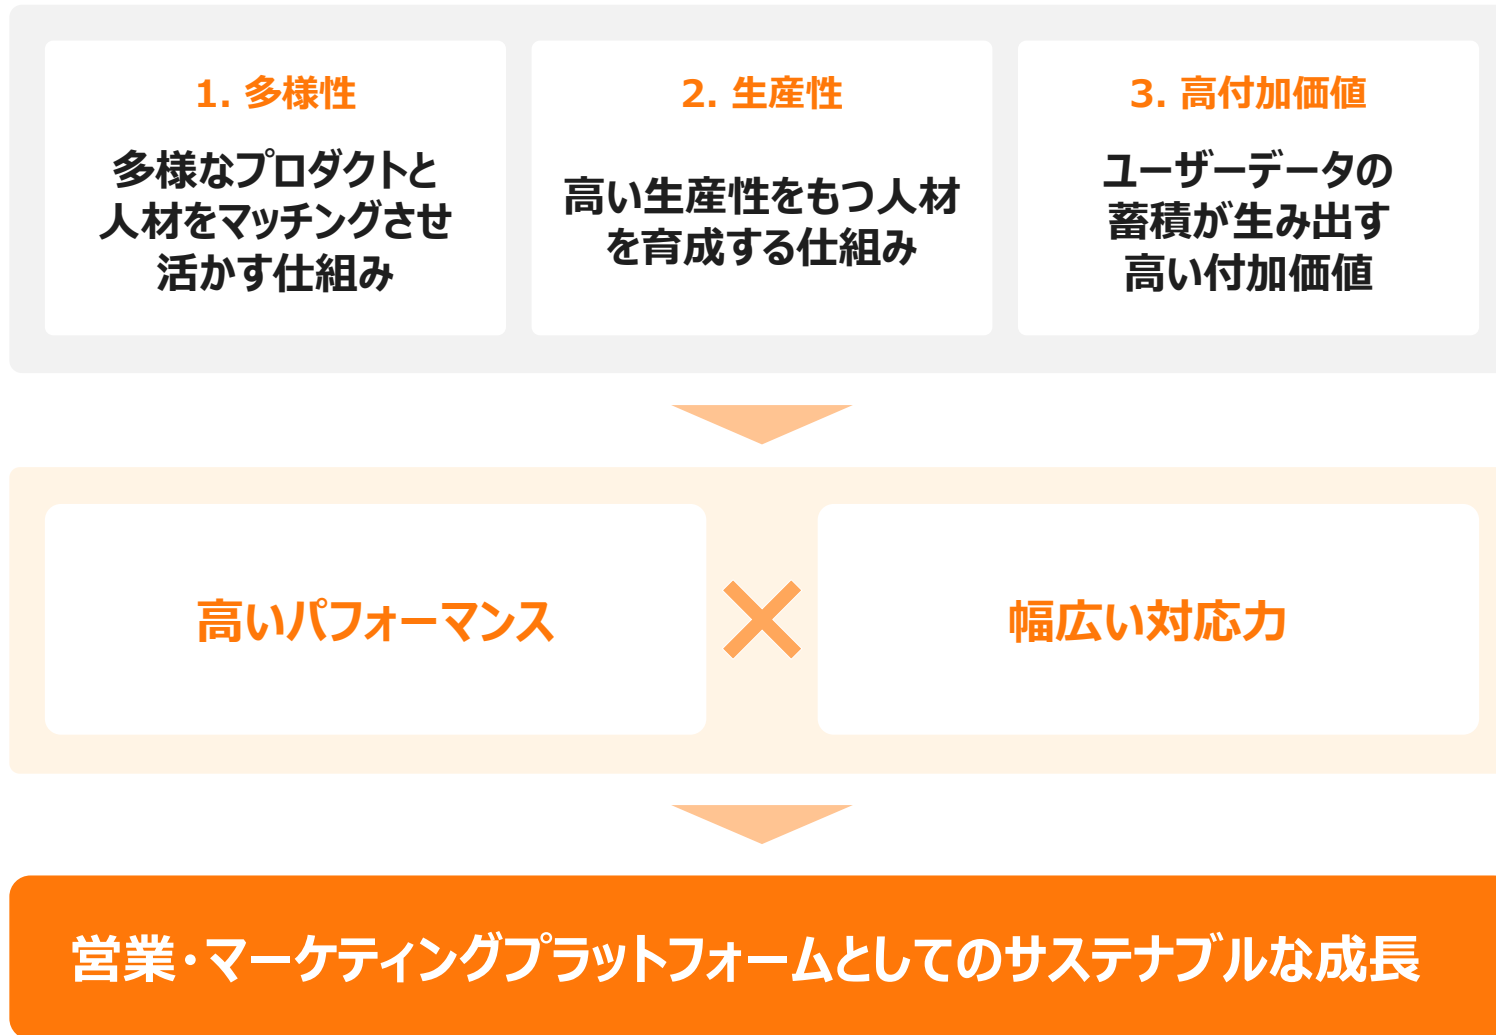 1. 多様性
多様なプロダクトと
人材をマッチングさせ
活かす仕組み
2. 生産性
高い生産性をもつ人材
を育成する仕組み
3. 高付加価値
ユーザーデータの
蓄積が生み出す
高い付加価値
高いパフォーマンス
幅広い対応力
営業・マーケティングプラットフォームとしてのサステナブルな成長